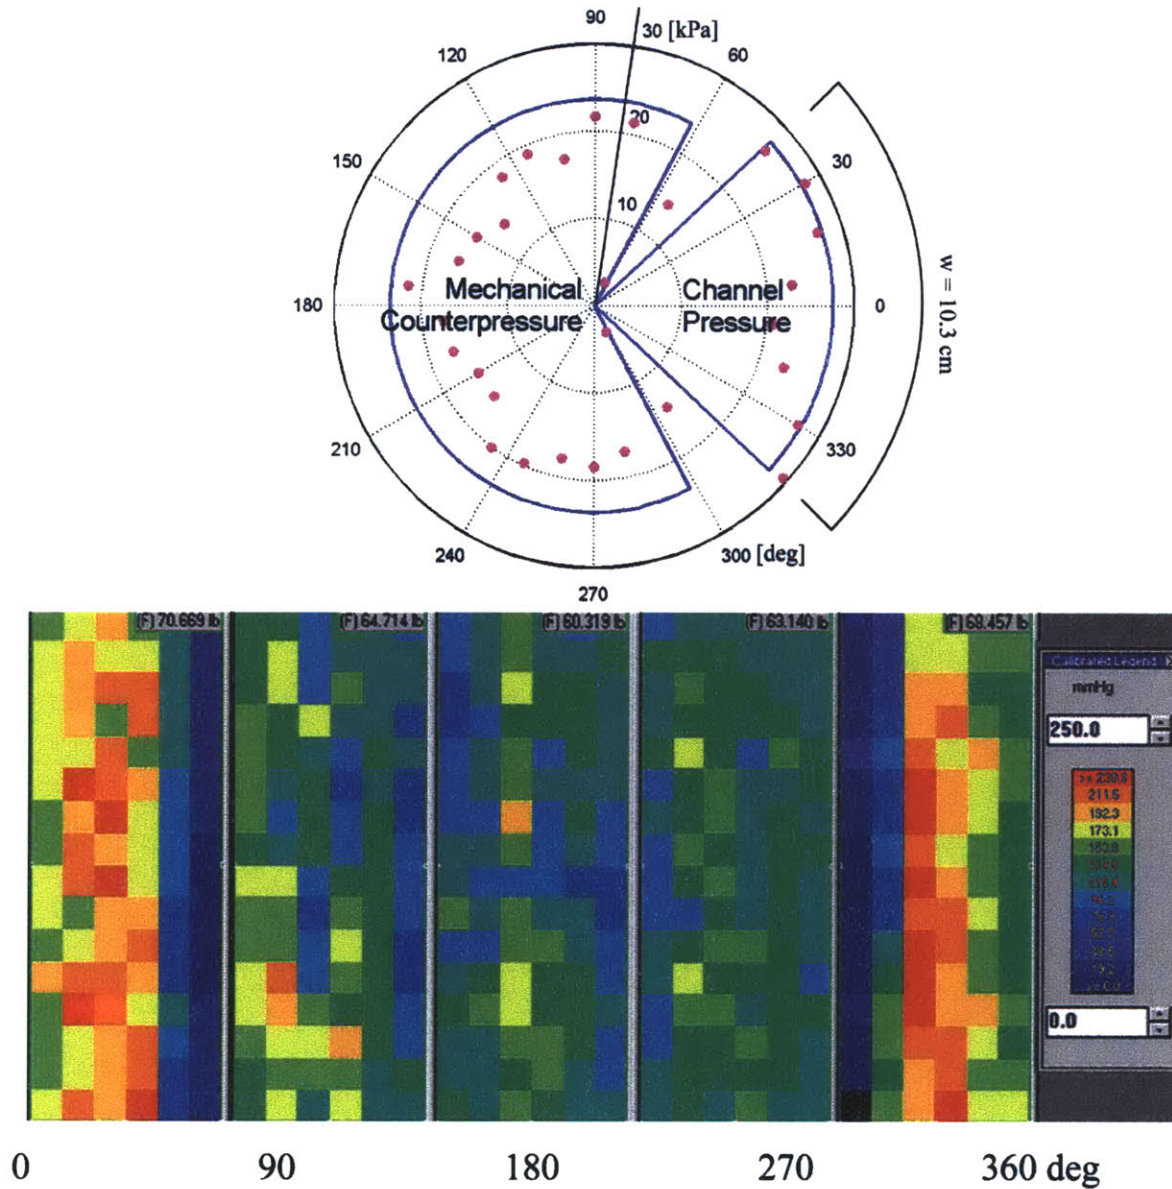 90
30 [kPa]
120
60
20
150
30
10
180
Mechanical
Counterpressure
Channel
Pressure
0
w = 10.3 cm
210
330
240
300 [deg]
270
(F) 70.669 lb
(F) 64.714 lb
(F) 60.319 lb
(F) 63.140 lb
(F) 68.457 lb
Calibrated Legend
mmHg
250.0
211.5
192.3
173.1
0.0
0 90 180 270 360 deg